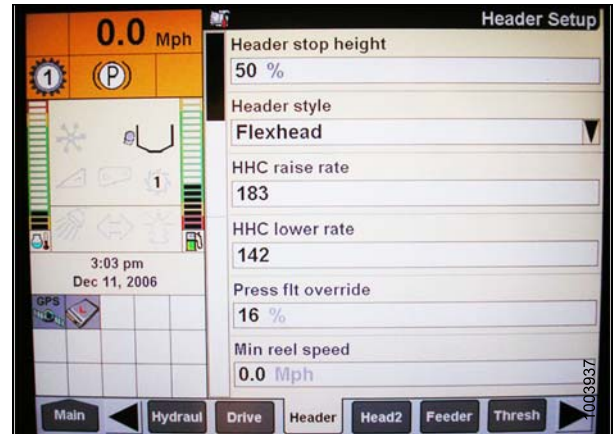 0.0 Mph
Header Setup
1
(P)
1
3:03 pm
Dec 11, 2006
GPS
Header stop height
50 %
Header style
Flexhead
HHC raise rate
183
HHC lower rate
142
Press flt override
16 %
Min reel speed
0.0 Mph
Main
Hydraul
Drive
Header
Head2
Feeder
Thresh
1003937